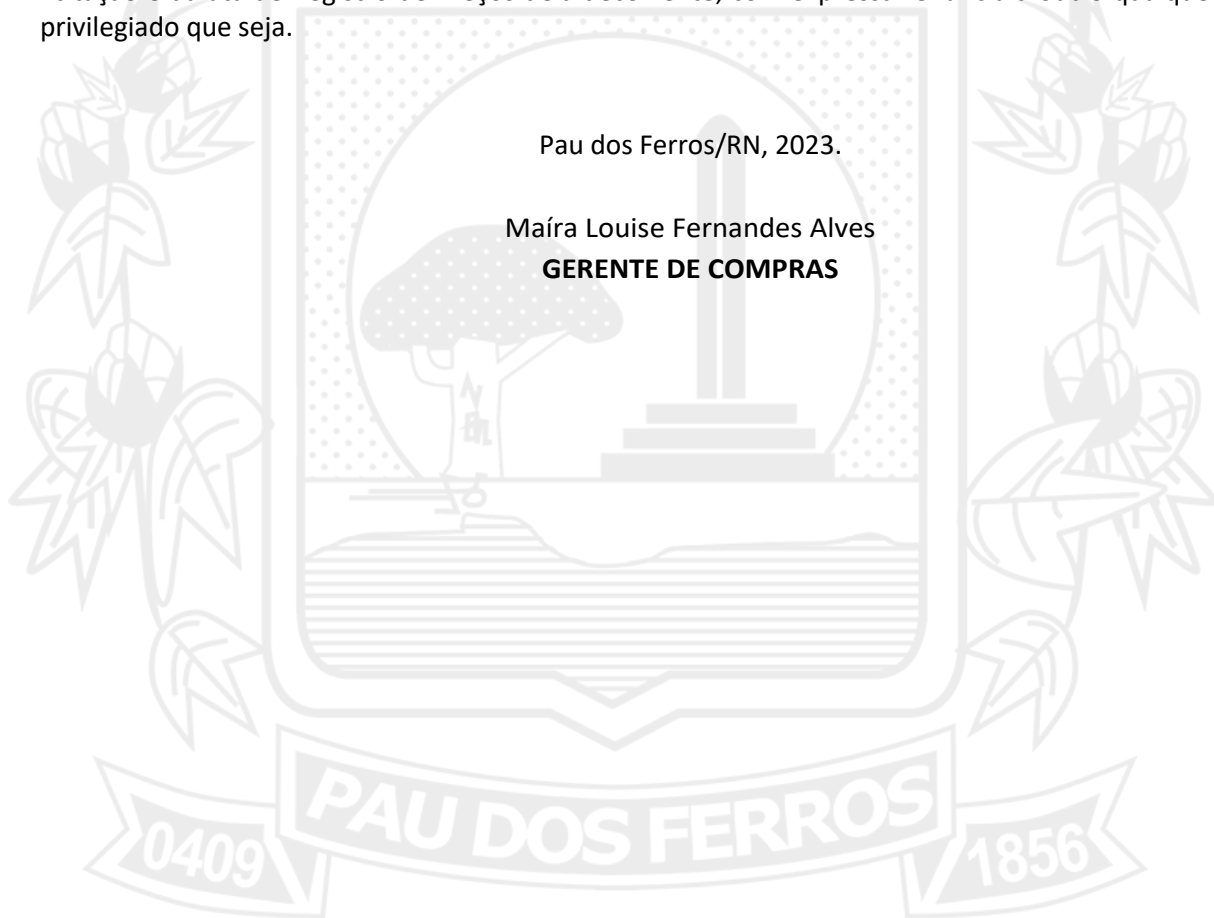 privilegiado que seja.
Pau dos Ferros/RN, 2023.
Maíra Louise Fernandes Alves
GERENTE DE COMPRAS
PAU DOS FERROS
0409
1856